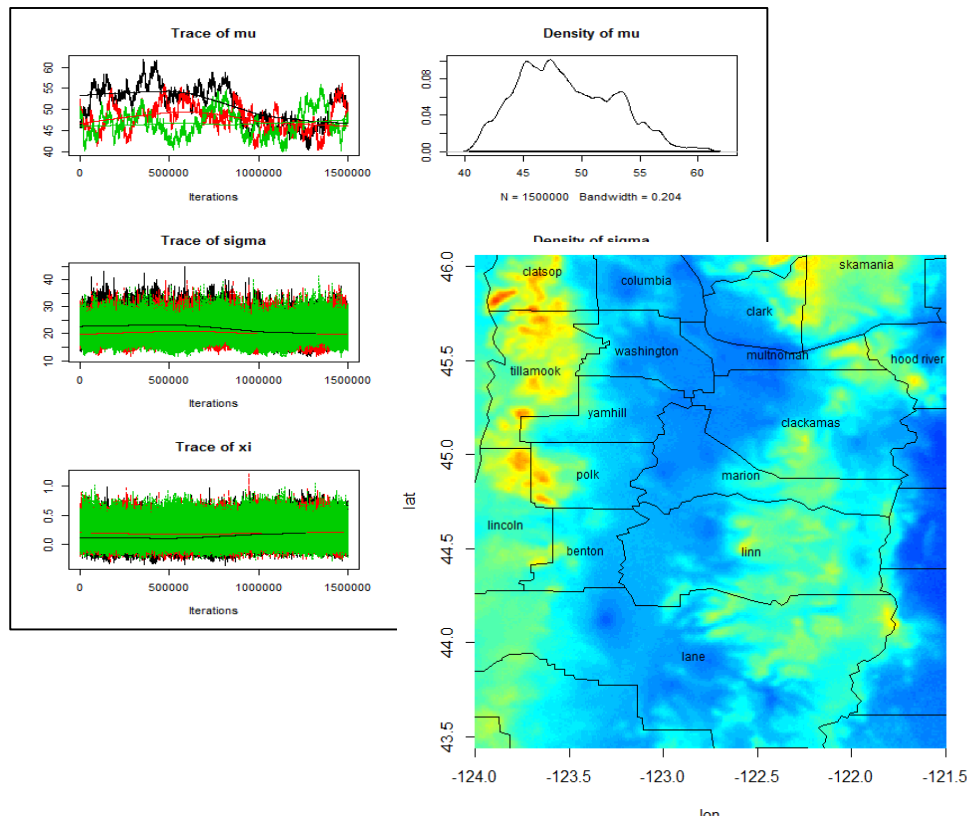 Trace of mu
60
55
50
45
40
0 500000 1000000 1500000
Iterations
Density of mu
0.08
0.04
0.00
40 45 50 55 60
N = 1500000 Bandwidth = 0.204
Trace of sigma
40
30
20
10
0 500000 1000000 1500000
Iterations
Density of sigma
Trace of xi
1.0
0.5
0.0
0 500000 1000000 1500000
Iterations
lat
46.0
45.5
45.0
44.5
44.0
43.5
clatsop
columbia
skamania
clark
washington
multnomah
hood river
tillamook
yamhill
clackamas
polk
marion
lincoln
benton
linn
lane
-124.0 -123.5 -123.0 -122.5 -122.0 -121.5
lon